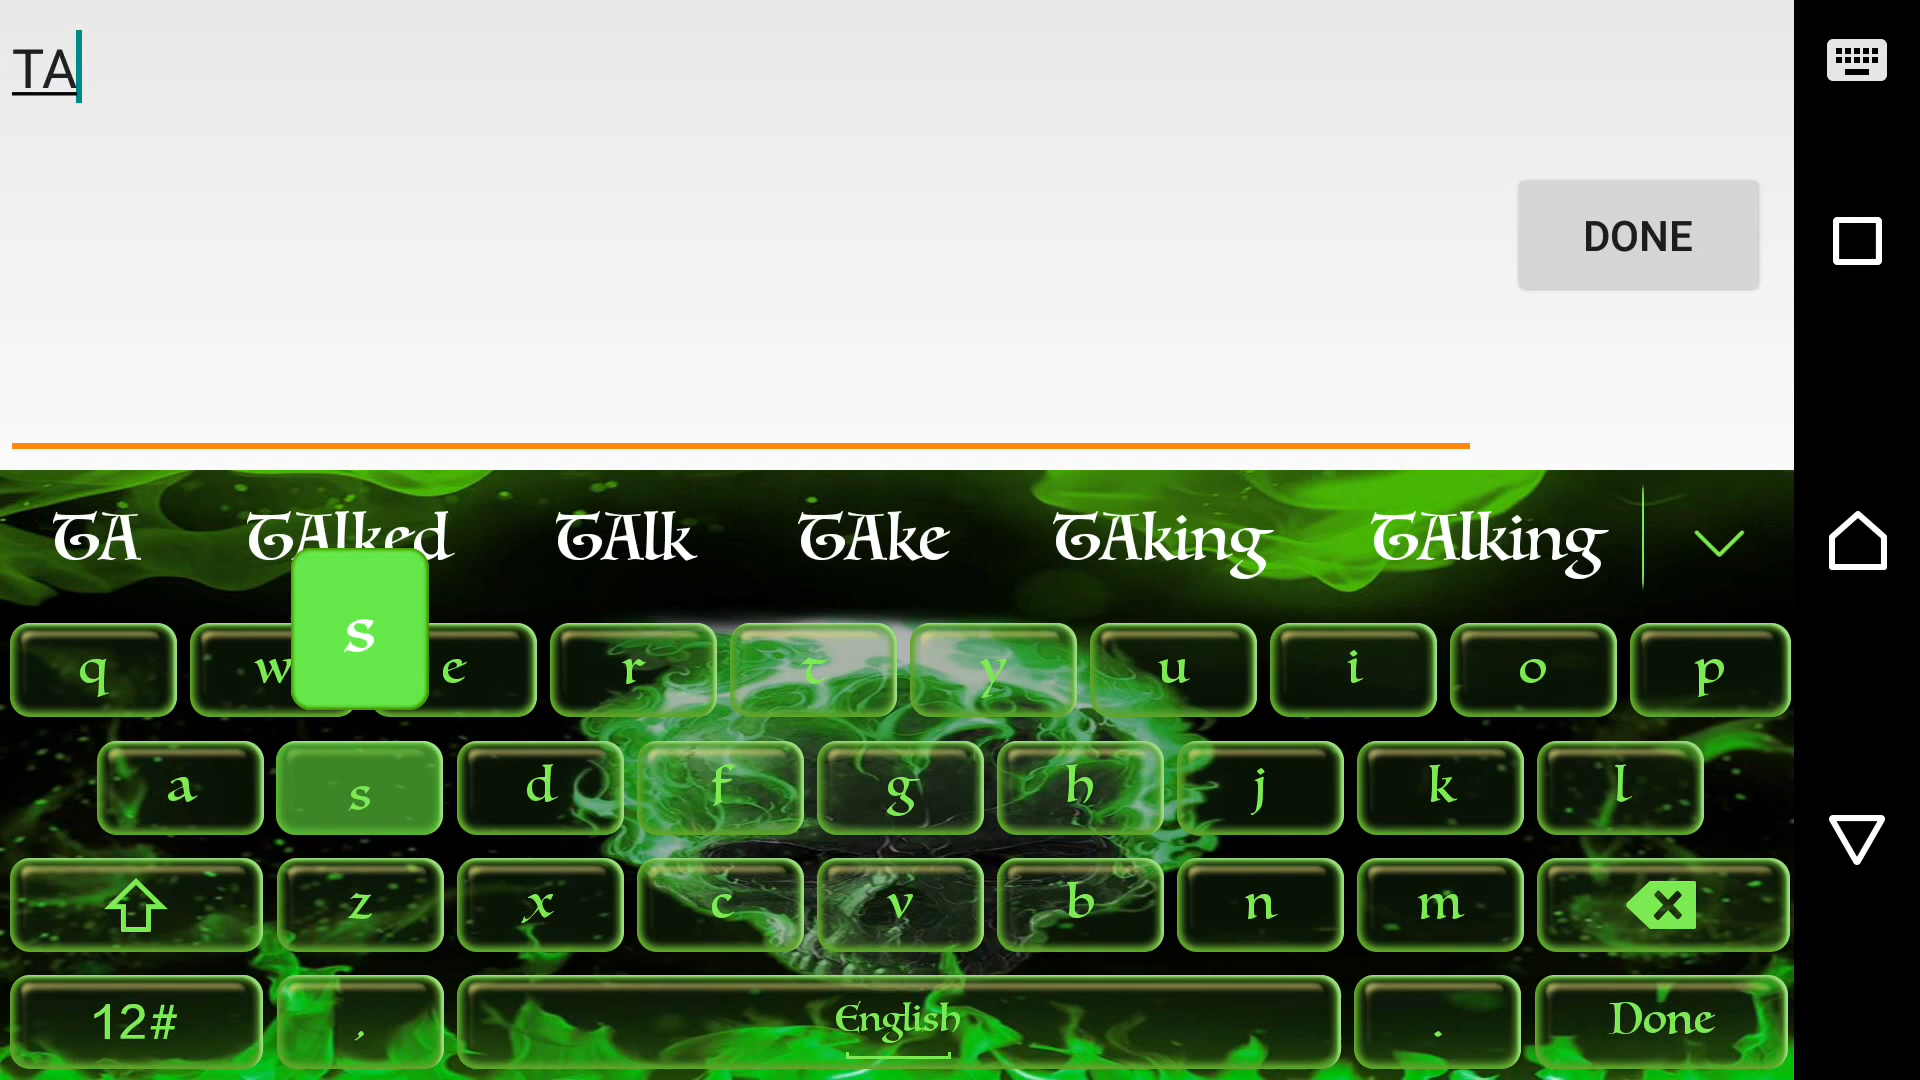 TA
DONE
TA TAlked TAlk TAke TAking TAlking
s
q w e r t y u i o p
a s d f g h j k l
z x c v b n m
12# , English . Done